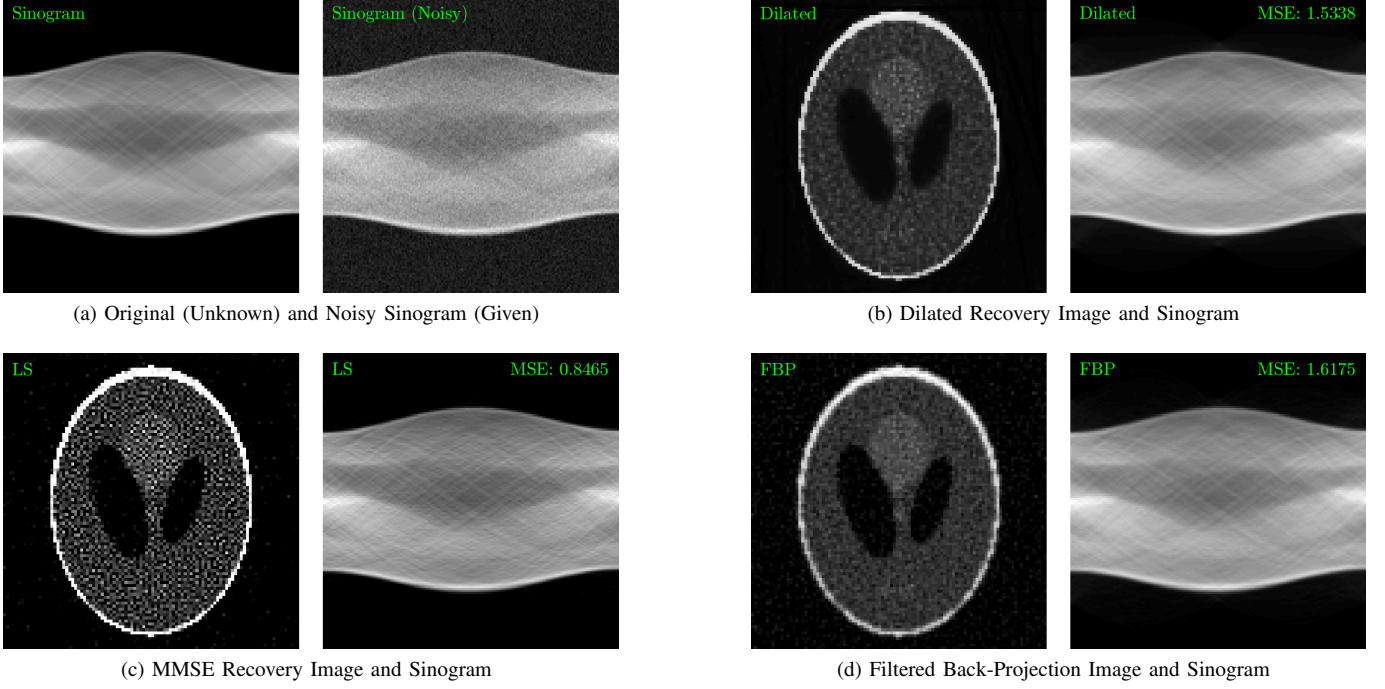 Sinogram
Sinogram (Noisy)
(a) Original (Unknown) and Noisy Sinogram (Given)
Dilated
Dilated MSE: 1.5338
(b) Dilated Recovery Image and Sinogram
LS
LS MSE: 0.8465
(c) MMSE Recovery Image and Sinogram
FBP
FBP MSE: 1.6175
(d) Filtered Back-Projection Image and Sinogram